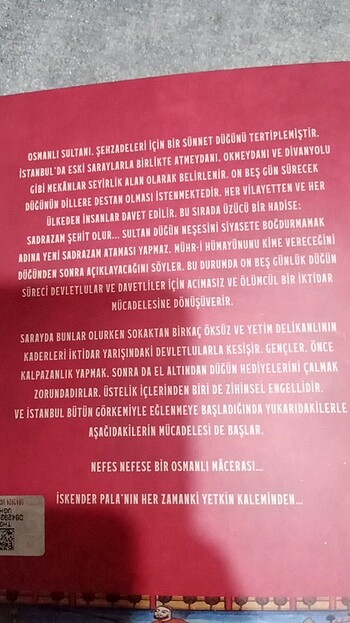 OSMANLI SULTANI, ŞEHZADELERİ İÇİN BİR SÜNNET DÜĞÜNÜ TERTİPLEMİŞTİR.
İSTANBUL'DA ESKİ SARAYLARLA BİRLİKTE ATMEYDANI, OKMEYDANI VE DİVANYOLU
GİBİ MEKÂNLAR SEYİRLİK ALAN OLARAK BELİRLENİR. ON BEŞ GÜN SÜRECEK
DÜĞÜNÜN DİLLERE DESTAN OLMASI İSTENMEKTEDİR. HER VİLAYETTEN VE HER
ÜLKEDEN İNSANLAR DAVET EDİLİR. BU SIRADA ÜZÜCÜ BİR HADİSE:
SADRAZAM ŞEHİT OLUR... SULTAN DÜĞÜN NEŞESİNİ SİYASETE BOĞDURMAMAK
ADINA YENİ SADRAZAM ATAMASI YAPMAZ. MÜHR-İ HÜMAYÛNUNU KİME VERECEĞİNİ
DÜĞÜNDEN SONRA AÇIKLAYACAĞINI SÖYLER. BU DURUMDA ON BEŞ GÜNLÜK DÜĞÜN
SÜRECİ DEVLETLULAR VE DAVETLİLER İÇİN ACIMASIZ VE ÖLÜMCÜL BİR İKTİDAR
MÜCADELESİNE DÖNÜŞÜVERİR.
SARAYDA BUNLAR OLURKEN SOKAKTAN BİRKAÇ ÖKSÜZ VE YETİM DELİKANLININ
KADERLERİ İKTİDAR YARIŞINDAKİ DEVLETLULARLA KESİŞİR. GENÇLER, ÖNCE
KALPAZANLIK YAPMAK, SONRA DA EL ALTINDAN DÜĞÜN HEDİYELERİNİ ÇALMAK
ZORUNDADIRLAR. ÜSTELİK İÇLERİNDEN BİRİ DE ZİHİNSEL ENGELLİDİR.
VE İSTANBUL BÜTÜN GÖRKEMİYLE EĞLENMEYE BAŞLADIĞINDA YUKARIDAKİLERLE
AŞAĞIDAKİLERİN MÜCADELESİ DE BAŞLAR.
NEFES NEFESE BİR OSMANLI MÂCERASI...
İSKENDER PALA'NIN HER ZAMANKİ YETKİN KALEMİNDEN...